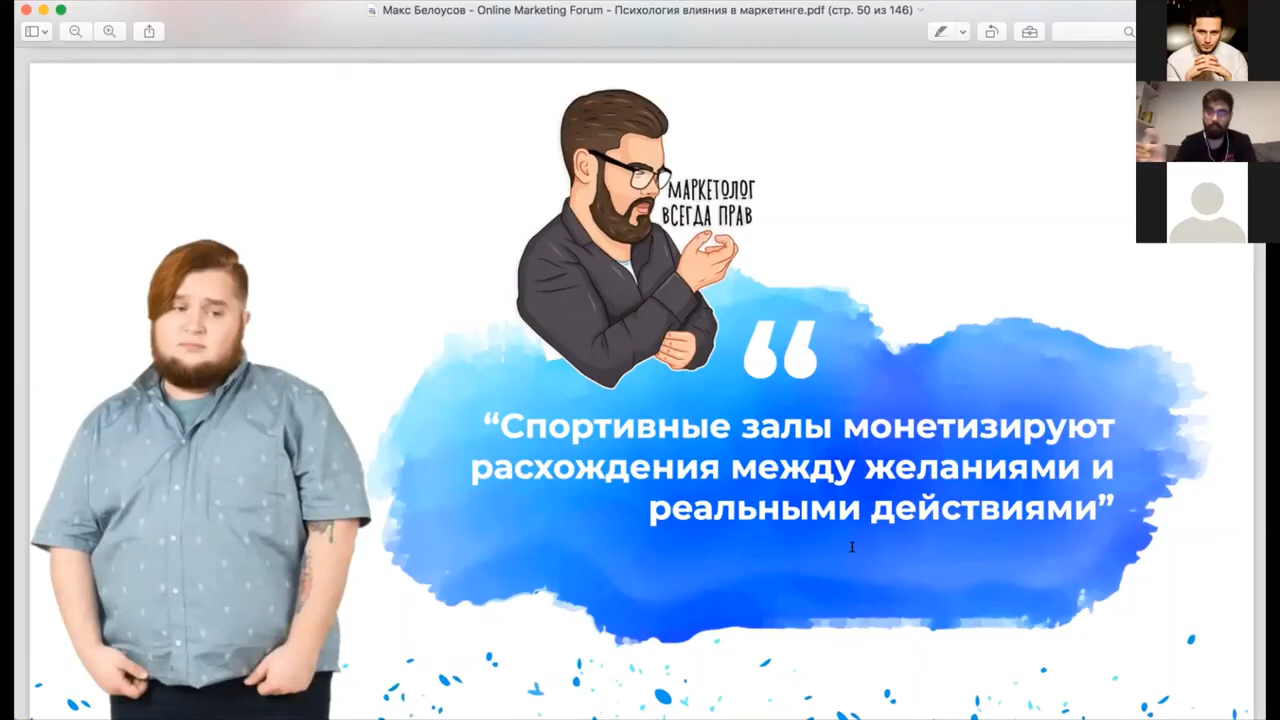 Макс Белоусов - Online Marketing Forum - Психология влияния в маркетинге.pdf (стр. 50 из 146)
МАРКЕТОЛОГ
ВСЕГДА ПРАВ
“Спортивные залы монетизируют
расхождения между желаниями и
реальными действиями”